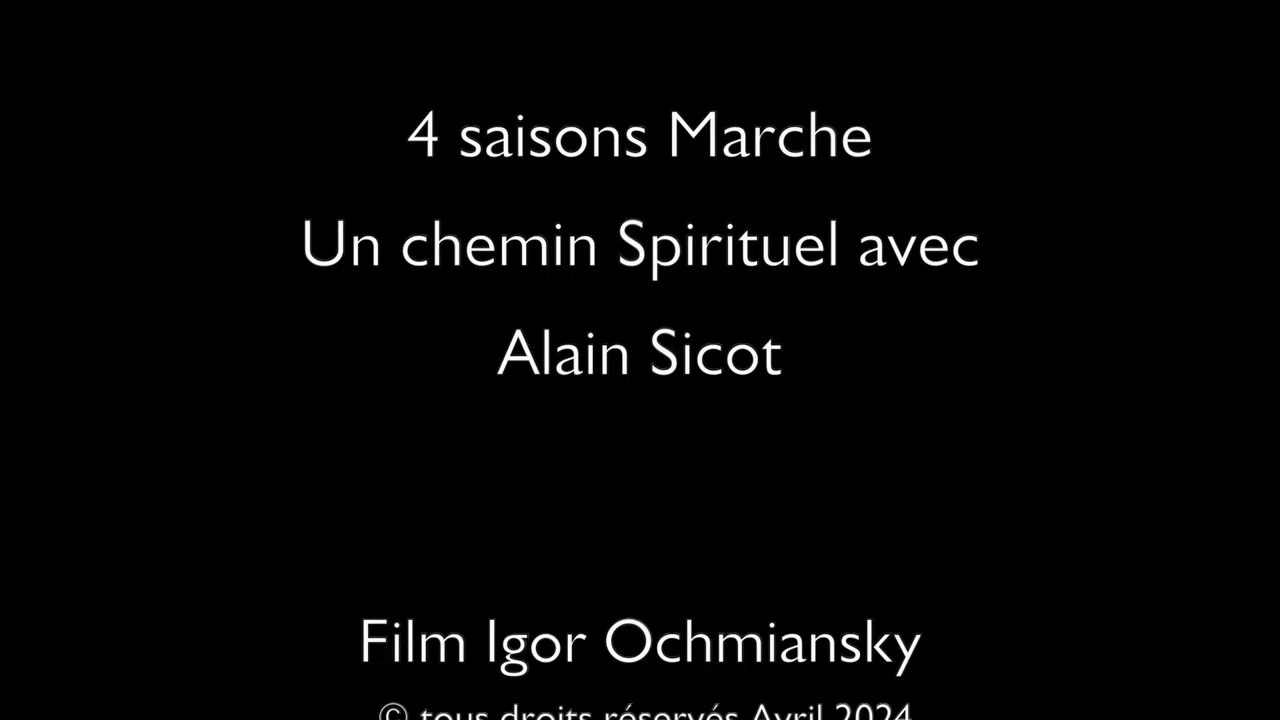 4 saisons Marche
Un chemin Spirituel avec
Alain Sicot
Film Igor Ochmiansky
© tous droits réservés Avril 2024